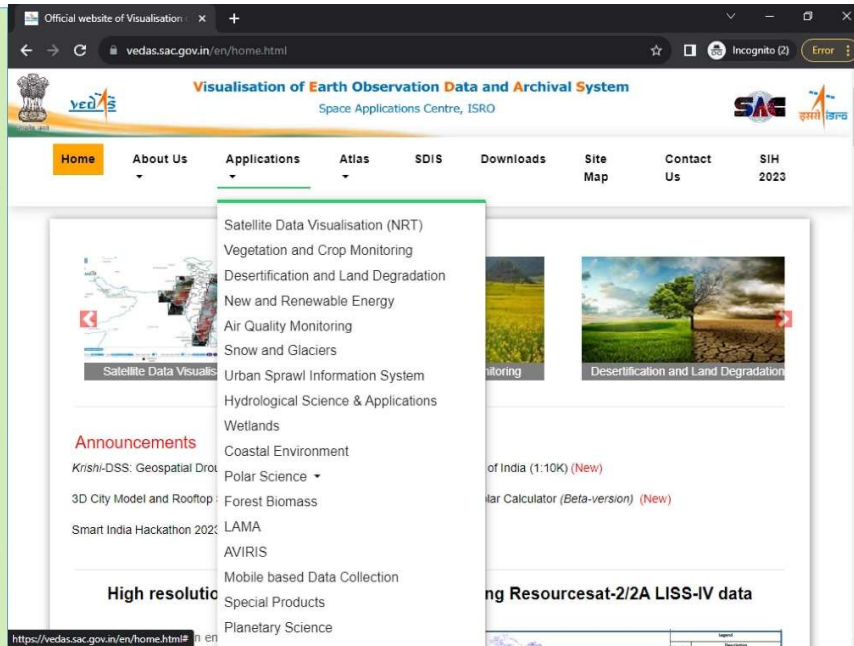 Official website of Visualisation
vedas.sac.gov.in/en/home.html
Incognito (2)
Error
Visualisation of Earth Observation Data and Archival System
Space Applications Centre, ISRO
SAC
इसरो isro
Home
About Us
Applications
Atlas
SDIS
Downloads
Site Map
Contact Us
SIH 2023
Satellite Data Visualisation (NRT)
Vegetation and Crop Monitoring
Desertification and Land Degradation
New and Renewable Energy
Air Quality Monitoring
Snow and Glaciers
Urban Sprawl Information System
Hydrological Science & Applications
Wetlands
Coastal Environment
Polar Science
Forest Biomass
LAMA
AVIRIS
Mobile based Data Collection
Special Products
Planetary Science
Satellite Data Visualis
nitoring
Desertification and Land Degradation
Announcements
Krishi-DSS: Geospatial Drou of India (1:10K) (New)
3D City Model and Rooftop lar Calculator (Beta-version) (New)
Smart India Hackathon 2023
High resolutio ng Resourcesat-2/2A LISS-IV data
n en
Legend
https://vedas.sac.gov.in/en/home.html#